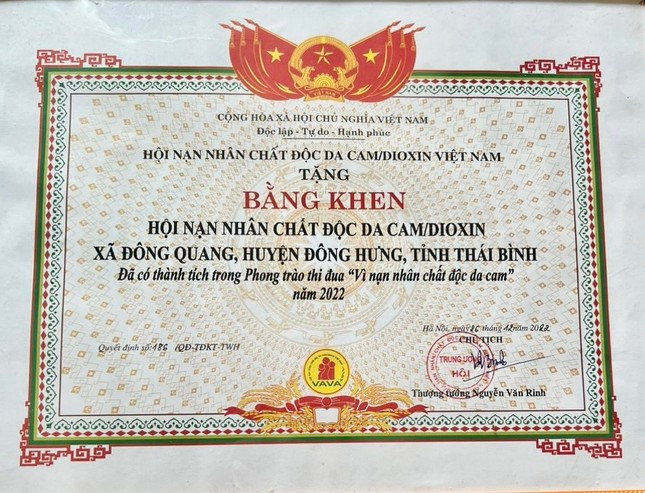 CỘNG HÒA XÃ HỘI CHỦ NGHĨA VIỆT NAM
Độc lập - Tự do - Hạnh phúc
HỘI NẠN NHÂN CHẤT ĐỘC DA CAM/DIOXIN VIỆT NAM
TẶNG
BẰNG KHEN
HỘI NẠN NHÂN CHẤT ĐỘC DA CAM/DIOXIN
XÃ ĐÔNG QUANG, HUYỆN ĐÔNG HƯNG, TỈNH THÁI BÌNH
Đã có thành tích trong Phong trào thi đua "Vì nạn nhân chất độc da cam"
năm 2022
Hà Nội, ngày 26 tháng 12 năm 2022
Quyết định số: 186 /QĐ-TĐKT-TWH
CHỦ TỊCH
TRUNG ƯƠNG
HỘI
VAVA
Thượng tướng Nguyễn Văn Rinh